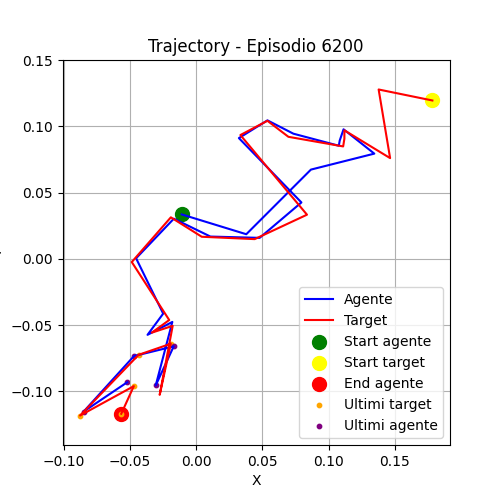 Trajectory - Episodio 6200
0.15
0.10
0.05
0.00
−0.05
−0.10
−0.10
−0.05
0.00
0.05
0.10
0.15
X
Agente
Target
Start agente
Start target
End agente
Ultimi target
Ultimi agente